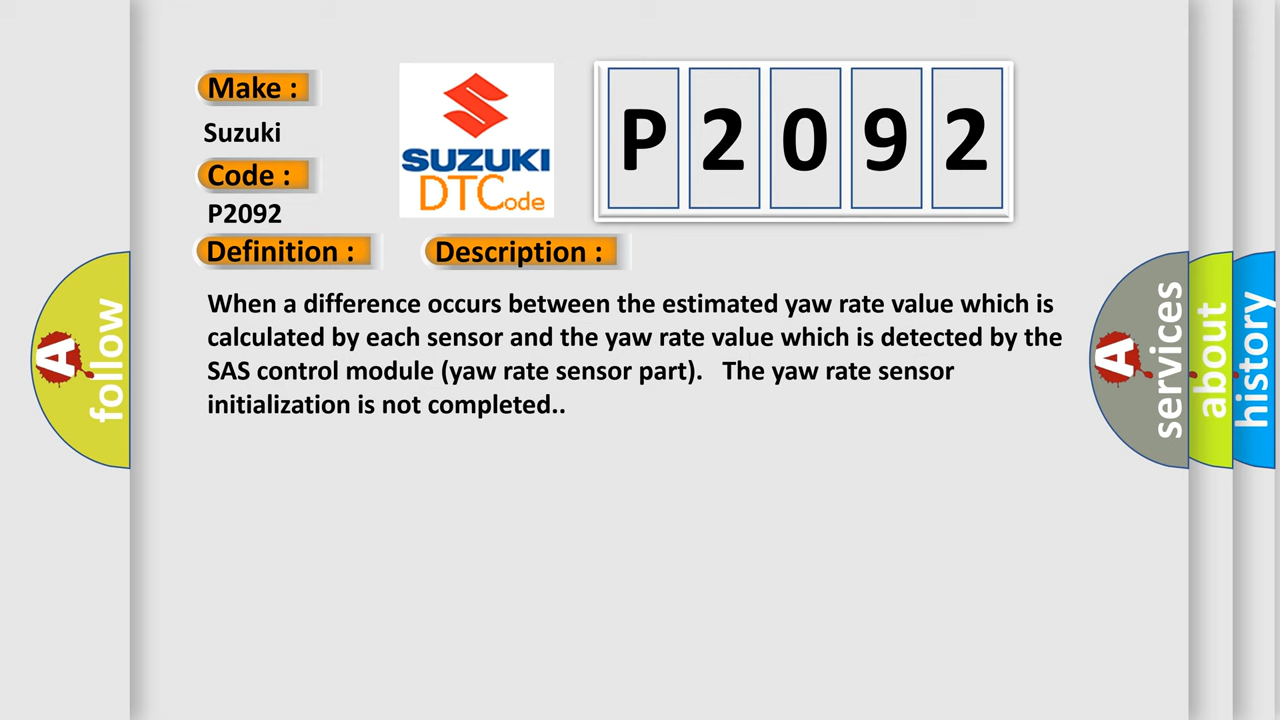 Make :
Suzuki
Code :
P2092
Definition :
Description :
SUZUKI
DTCode
P 2 0 9 2
When a difference occurs between the estimated yaw rate value which is
calculated by each sensor and the yaw rate value which is detected by the
SAS control module (yaw rate sensor part). The yaw rate sensor
initialization is not completed..
A
follow
A
services
about
history